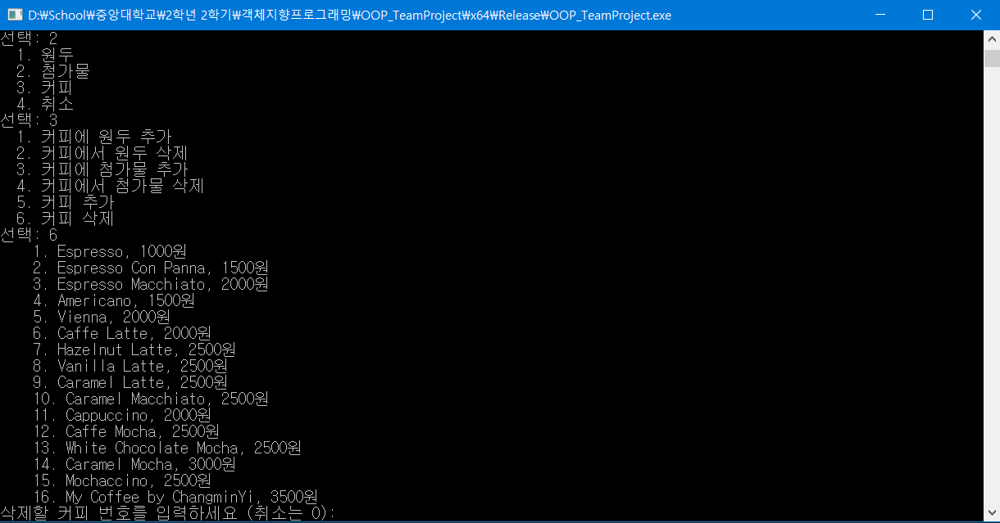 D:₩School₩중앙대학교₩2학년 2학기₩객체지향프로그래밍₩OOP_TeamProject₩x64₩Release₩OOP_TeamProject.exe
선택: 2
1. 원두
2. 첨가물
3. 커피
4. 취소
선택: 3
1. 커피에 원두 추가
2. 커피에서 원두 삭제
3. 커피에 첨가물 추가
4. 커피에서 첨가물 삭제
5. 커피 추가
6. 커피 삭제
선택: 6
1. Espresso, 1000원
2. Espresso Con Panna, 1500원
3. Espresso Macchiato, 2000원
4. Americano, 1500원
5. Vienna, 2000원
6. Caffe Latte, 2000원
7. Hazelnut Latte, 2500원
8. Vanilla Latte, 2500원
9. Caramel Latte, 2500원
10. Caramel Macchiato, 2500원
11. Cappuccino, 2000원
12. Caffe Mocha, 2500원
13. White Chocolate Mocha, 2500원
14. Caramel Mocha, 3000원
15. Mochaccino, 2500원
16. My Coffee by ChangminYi, 3500원
삭제할 커피 번호를 입력하세요 (취소는 0):